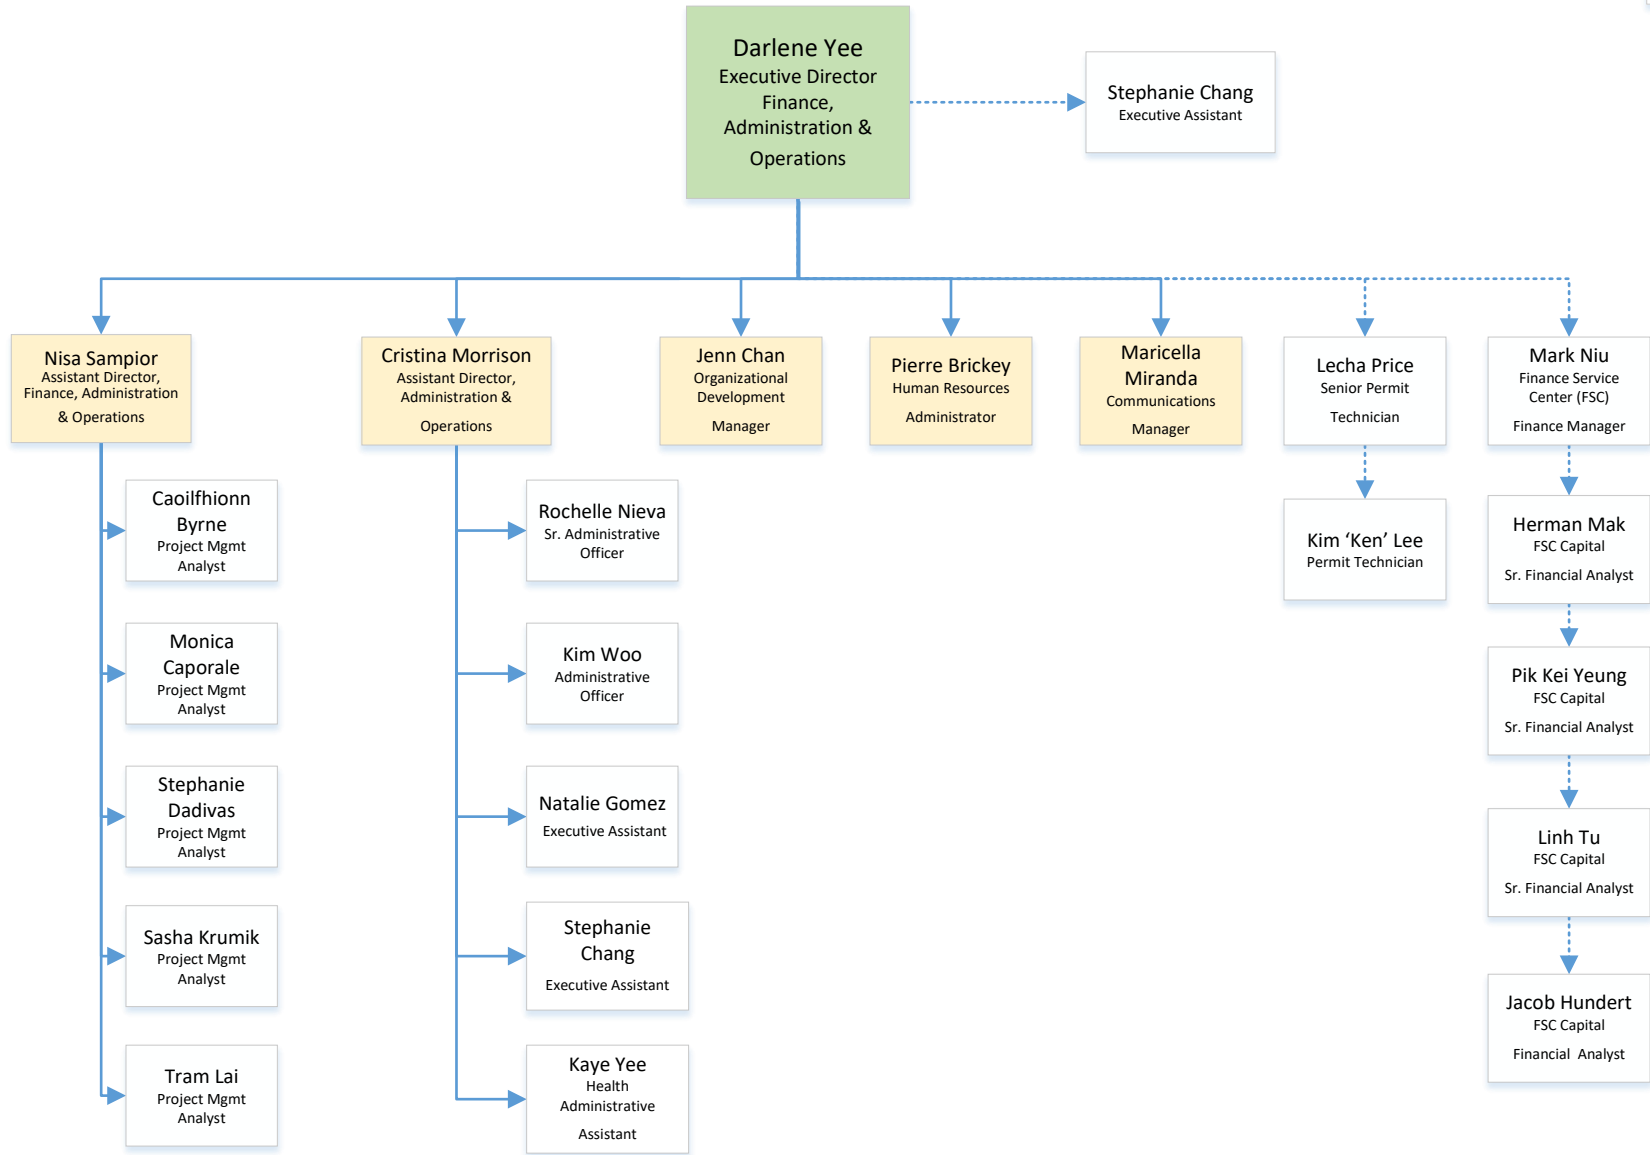 Darlene Yee
Executive Director
Finance,
Administration &
Operations
Stephanie Chang
Executive Assistant
Nisa Sampior
Assistant Director,
Finance, Administration
& Operations
Cristina Morrison
Assistant Director,
Administration &
Operations
Jenn Chan
Organizational
Development
Manager
Pierre Brickey
Human Resources
Administrator
Maricella
Miranda
Communications
Manager
Lecha Price
Senior Permit
Technician
Mark Niu
Finance Service
Center (FSC)
Finance Manager
Caoilfhionn
Byrne
Project Mgmt
Analyst
Monica
Caporale
Project Mgmt
Analyst
Stephanie
Dadivas
Project Mgmt
Analyst
Sasha Krumik
Project Mgmt
Analyst
Tram Lai
Project Mgmt
Analyst
Rochelle Nieva
Sr. Administrative
Officer
Kim Woo
Administrative
Officer
Natalie Gomez
Executive Assistant
Stephanie
Chang
Executive Assistant
Kaye Yee
Health
Administrative
Assistant
Kim ‘Ken’ Lee
Permit Technician
Herman Mak
FSC Capital
Sr. Financial Analyst
Pik Kei Yeung
FSC Capital
Sr. Financial Analyst
Linh Tu
FSC Capital
Sr. Financial Analyst
Jacob Hundert
FSC Capital
Financial Analyst